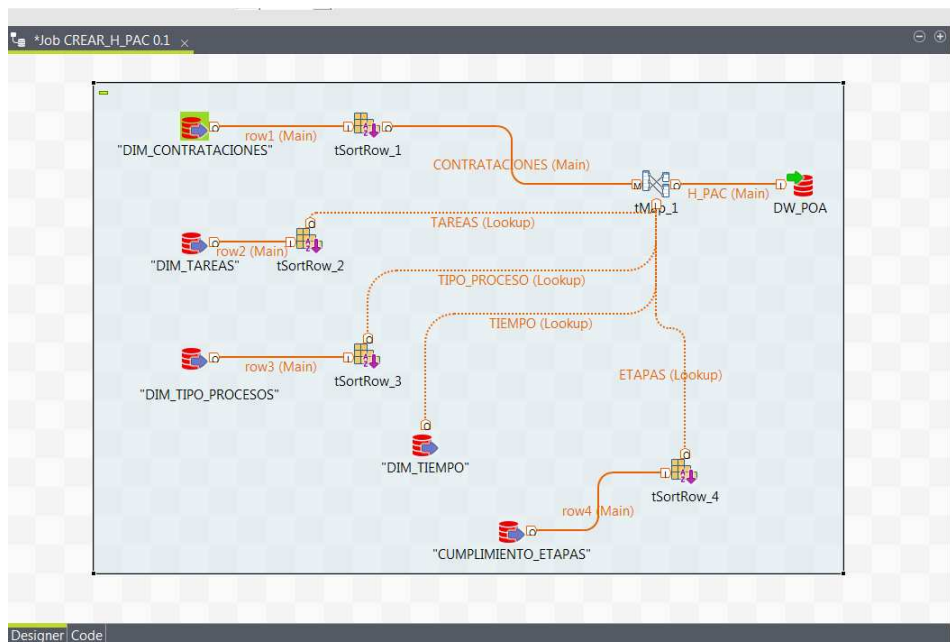 *Job CREAR_H_PAC 0.1
row1 (Main)
"DIM_CONTRATACIONES"
tSortRow_1
CONTRATACIONES (Main)
tMap_1
H_PAC (Main)
DW_POA
TAREAS (Lookup)
row2 (Main)
"DIM_TAREAS"
tSortRow_2
TIPO_PROCESO (Lookup)
TIEMPO (Lookup)
row3 (Main)
"DIM_TIPO_PROCESOS"
tSortRow_3
ETAPAS (Lookup)
"DIM_TIEMPO"
tSortRow_4
row4 (Main)
"CUMPLIMIENTO_ETAPAS"
Designer Code